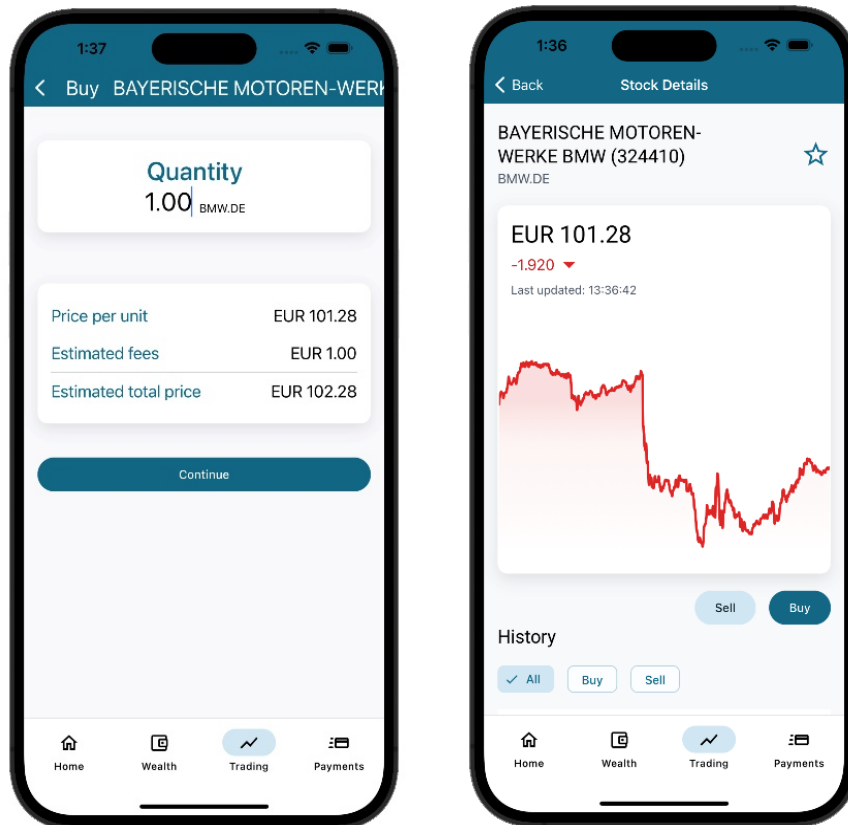 1:37
Buy BAYERISCHE MOTOREN-WERK
Quantity
1.00 BMW.DE
Price per unit EUR 101.28
Estimated fees EUR 1.00
Estimated total price EUR 102.28
Continue
Home Wealth Trading Payments
1:36
Back Stock Details
BAYERISCHE MOTOREN-
WERKE BMW (324410)
BMW.DE
EUR 101.28
-1.920
Last updated: 13:36:42
Sell Buy
History
All Buy Sell
Home Wealth Trading Payments